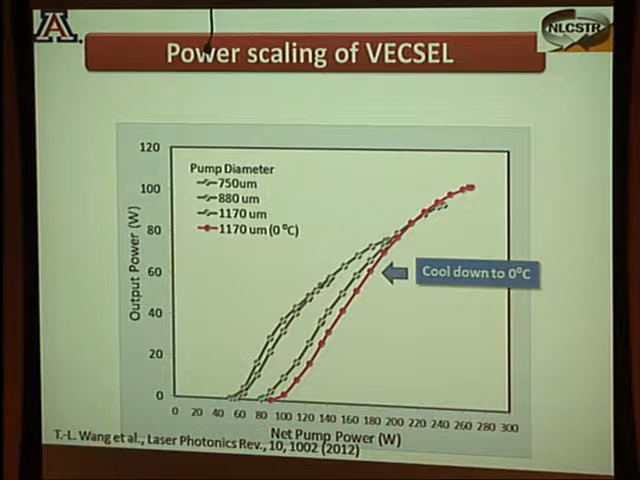 A
NLCSTR
Power scaling of VECSEL
120
100
80
60
40
20
0
Output Power (W)
Pump Diameter
750um
880 um
1170 um
1170 um (0 °C)
Cool down to 0°C
0 20 40 60 80 100 120 140 160 180 200 220 240 260 280 300
Net Pump Power (W)
T.-L. Wang et al., Laser Photonics Rev., 10, 1002 (2012)